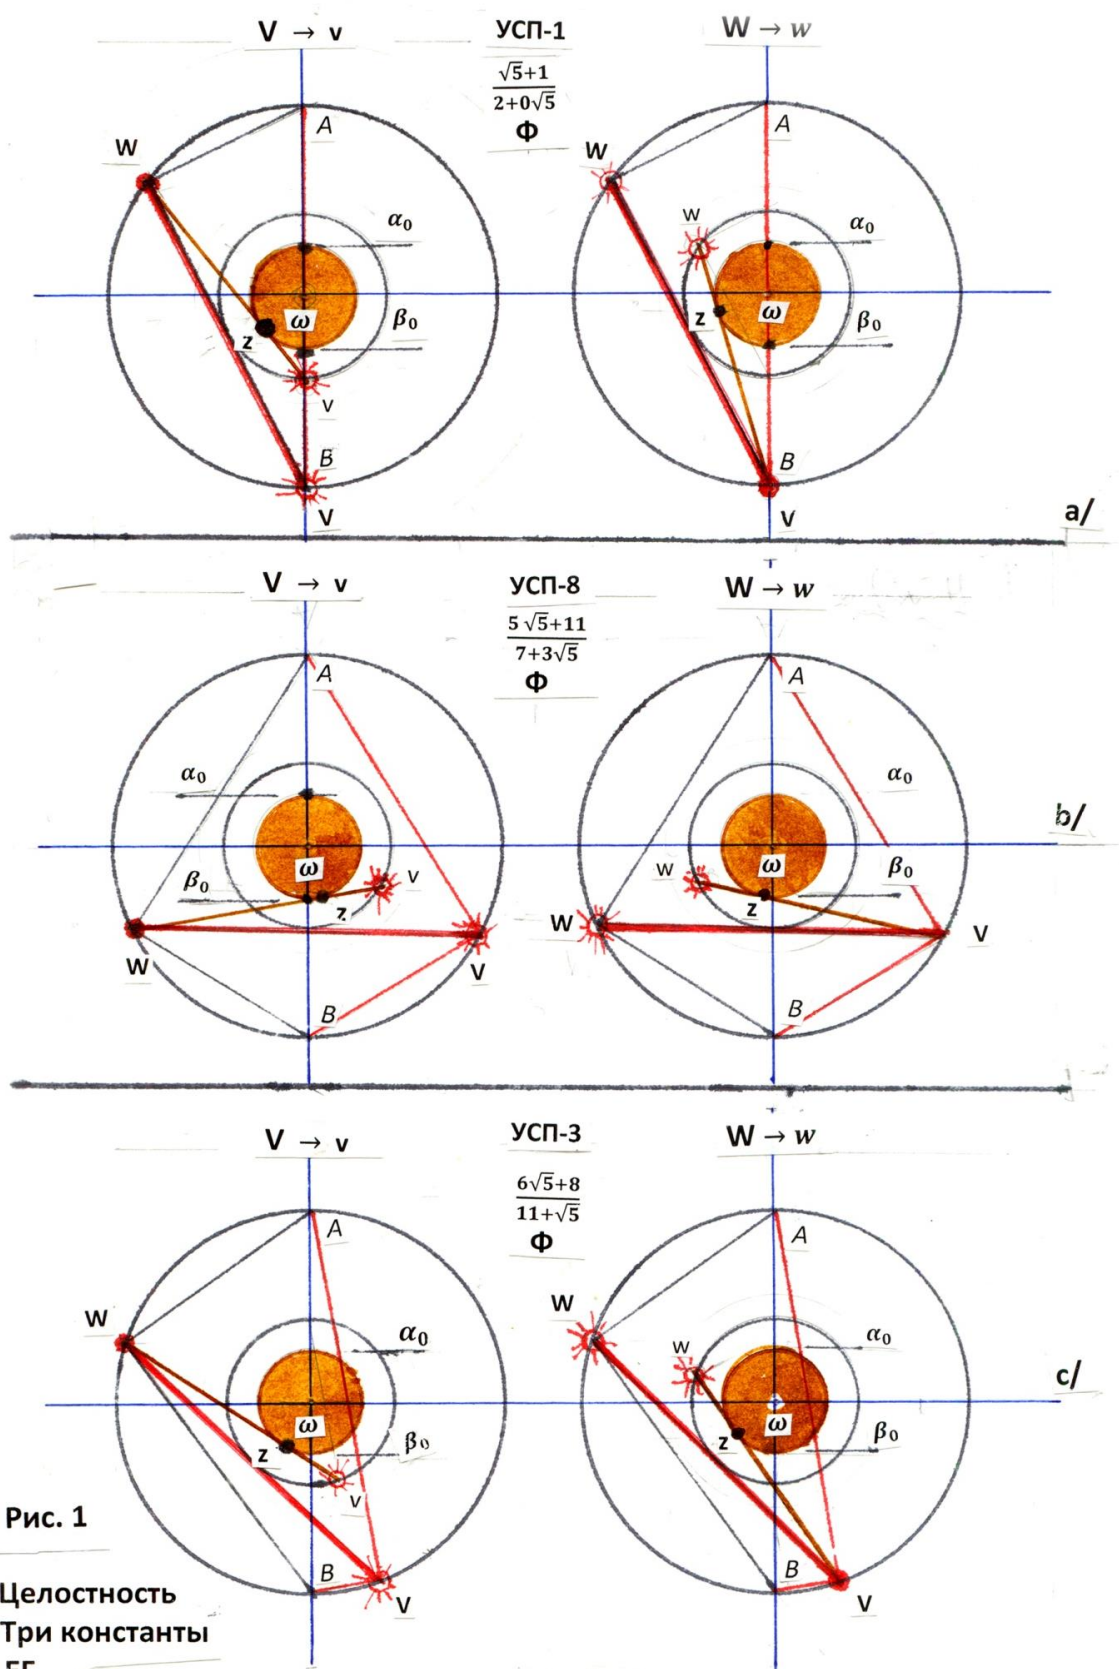 V → v УСП-1 W → w
√5+1
2+0√5
Ф
A A
W W
w
α₀ α₀
ω ω
β₀ β₀
z z
v
B B
V V
a/
V → v УСП-8 W → w
5√5+11
7+3√5
Ф
A A
α₀ α₀
b/
ω ω
β₀ v w β₀
z z
W V W V
B B
V → v УСП-3 W → w
6√5+8
11+√5
Ф
A A
W W
α₀ w α₀
c/
ω ω
z β₀ z β₀
v
Рис. 1
B B
V V
Целостность
Три константы